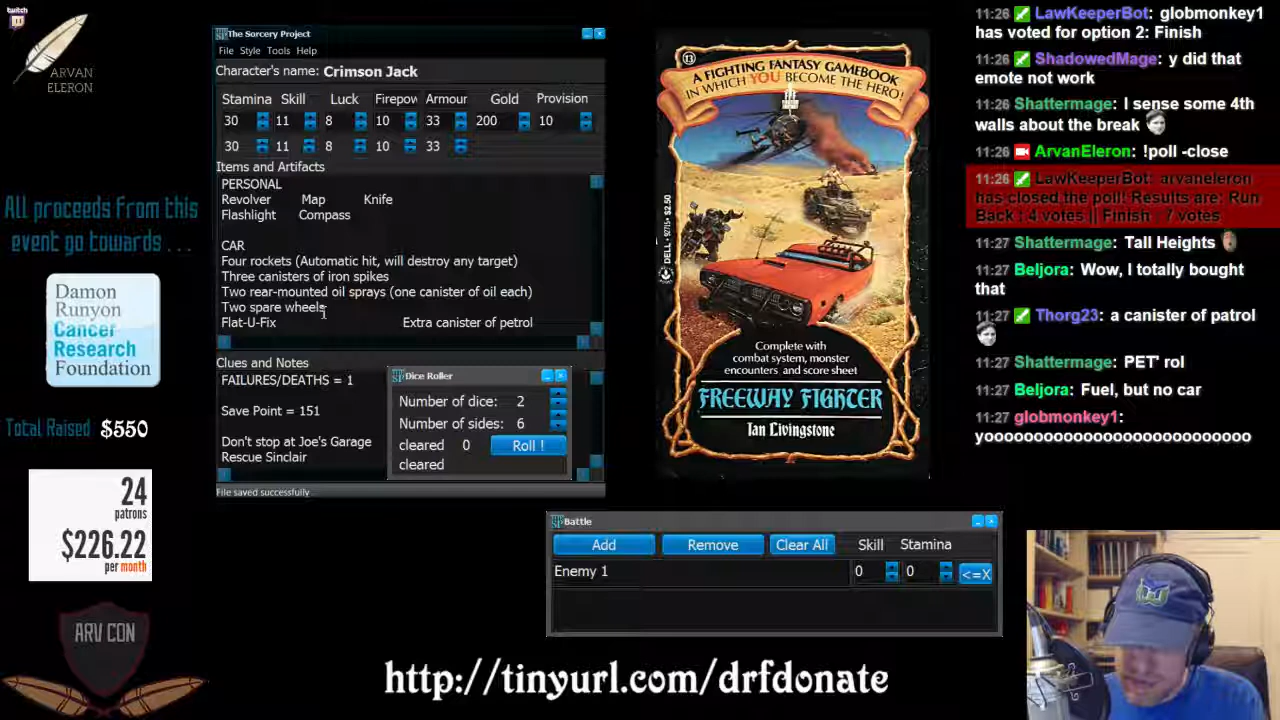 twitch
ARVAN
ELERON
All proceeds from this
event go towards . . .
Damon
Runyon
Cancer
Research
Foundation
Total Raised $550
24
patrons
$226.22
per month
ARV CON
The Sorcery Project
File Style Tools Help
Character's name: Crimson Jack
Stamina Skill Luck Firepow Armour Gold Provision
30 11 8 10 33 200 10
30 11 8 10 33
Items and Artifacts
PERSONAL
Revolver Map Knife
Flashlight Compass
CAR
Four rockets (Automatic hit, will destroy any target)
Three canisters of iron spikes
Two rear-mounted oil sprays (one canister of oil each)
Two spare wheels
Flat-U-Fix Extra canister of petrol
Clues and Notes
FAILURES/DEATHS = 1
Save Point = 151
Don't stop at Joe's Garage
Rescue Sinclair
File saved successfully
Dice Roller
Number of dice: 2
Number of sides: 6
cleared 0 Roll !
cleared
13
A FIGHTING FANTASY GAMEBOOK
IN WHICH YOU BECOME THE HERO!
DELL • 92715 • $2.50
Complete with
combat system, monster
encounters, and score sheet
FREEWAY FIGHTER
Ian Livingstone
Battle
Add Remove Clear All Skill Stamina
Enemy 1 0 0 <=X
http://tinyurl.com/drfdonate
11:26 LawKeeperBot: globmonkey1
has voted for option 2: Finish
11:26 ShadowedMage: y did that
emote not work
11:26 Shattermage: I sense some 4th
walls about the break
11:26 ArvanEleron: !poll -close
11:26 LawKeeperBot: arvaneleron
has closed the poll! Results are: Run
Back : 4 votes || Finish : 7 votes
11:27 Shattermage: Tall Heights
11:27 Beljora: Wow, I totally bought
that
11:27 Thorg23: a canister of patrol
11:27 Shattermage: PET' rol
11:27 Beljora: Fuel, but no car
11:27 globmonkey1:
yooooooooooooooooooooooooooo